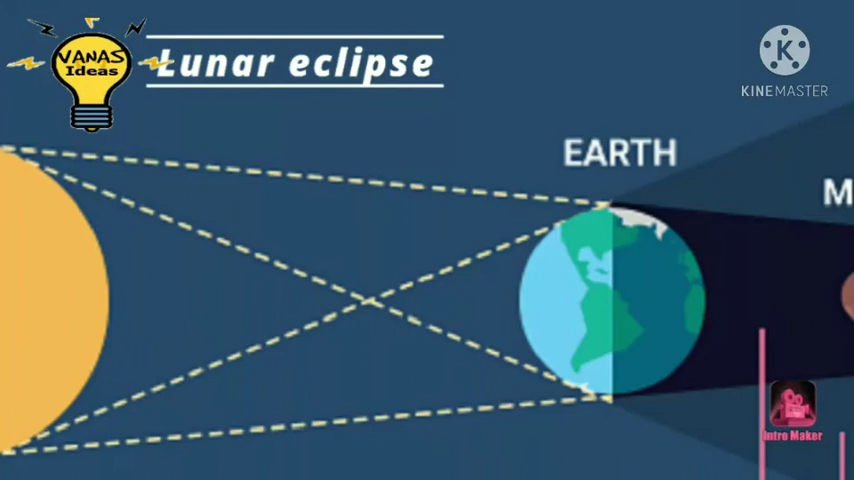 VANAS
Ideas
Lunar eclipse
K
KINEMASTER
EARTH
M
Intro Maker